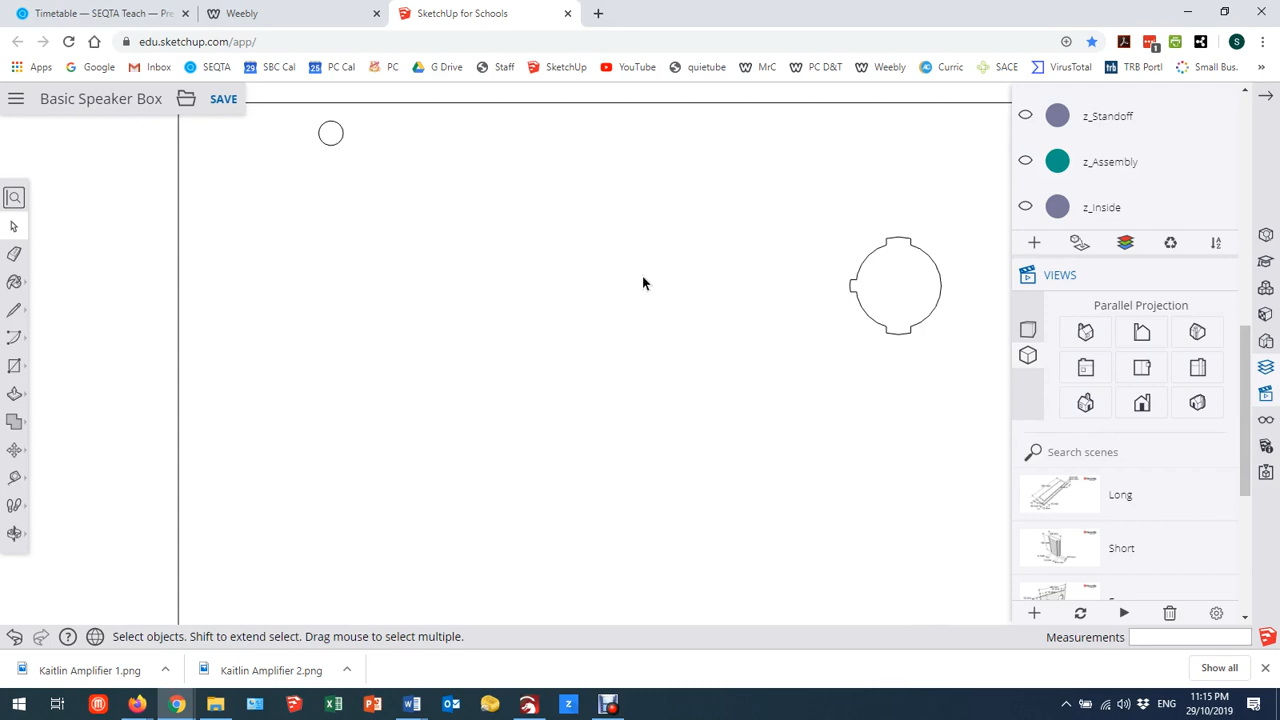 Timetable — SEQTA Teach — Pre
Weebly
SketchUp for Schools
edu.sketchup.com/app/
Apps
Google
Inbox
SEQTA
SBC Cal
PC Cal
PC
G Drive
Staff
SketchUp
YouTube
quietube
MrC
PC D&T
Weebly
Curric
SACE
VirusTotal
TRB Portl
Small Bus.
Basic Speaker Box
SAVE
z_Standoff
z_Assembly
z_Inside
VIEWS
Parallel Projection
Search scenes
Long
Short
Select objects. Shift to extend select. Drag mouse to select multiple.
Measurements
Kaitlin Amplifier 1.png
Kaitlin Amplifier 2.png
Show all
ENG
11:15 PM
29/10/2019